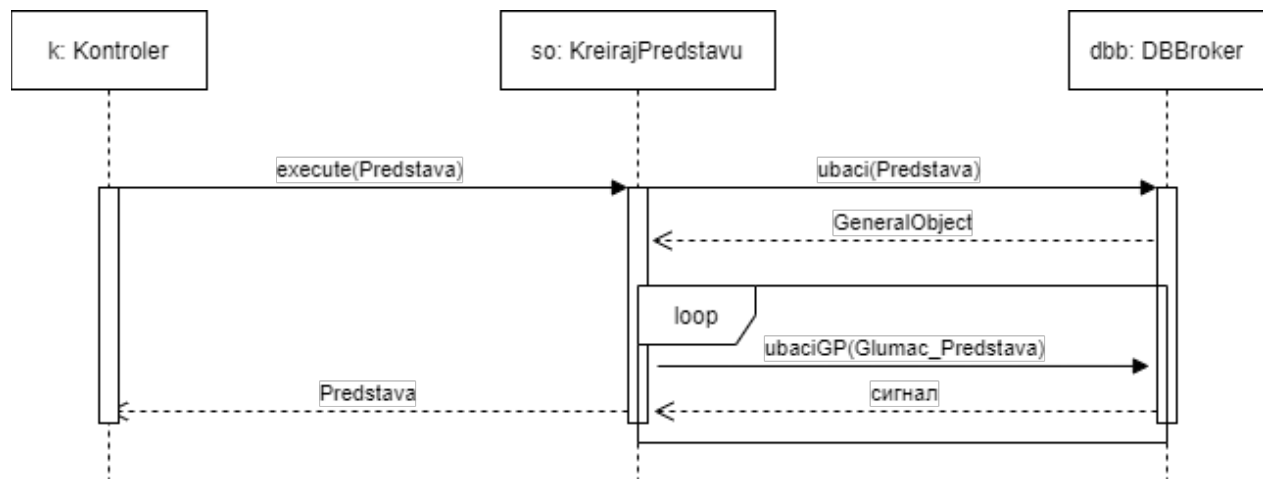 k: Kontroler
so: KreirajPredstavu
dbb: DBBroker
execute(Predstava)
ubaci(Predstava)
GeneralObject
loop
ubaciGP(Glumac_Predstava)
Predstava
сигнал